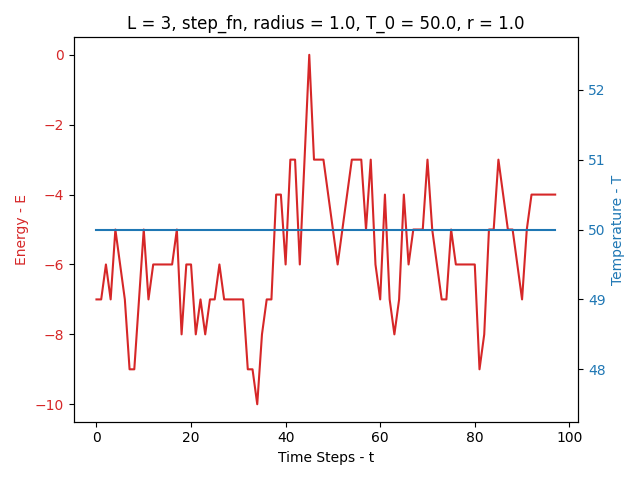 L = 3, step_fn, radius = 1.0, T_0 = 50.0, r = 1.0
Energy - E
0
−2
−4
−6
−8
−10
0 20 40 60 80 100
Time Steps - t
52
51
50
49
48
Temperature - T